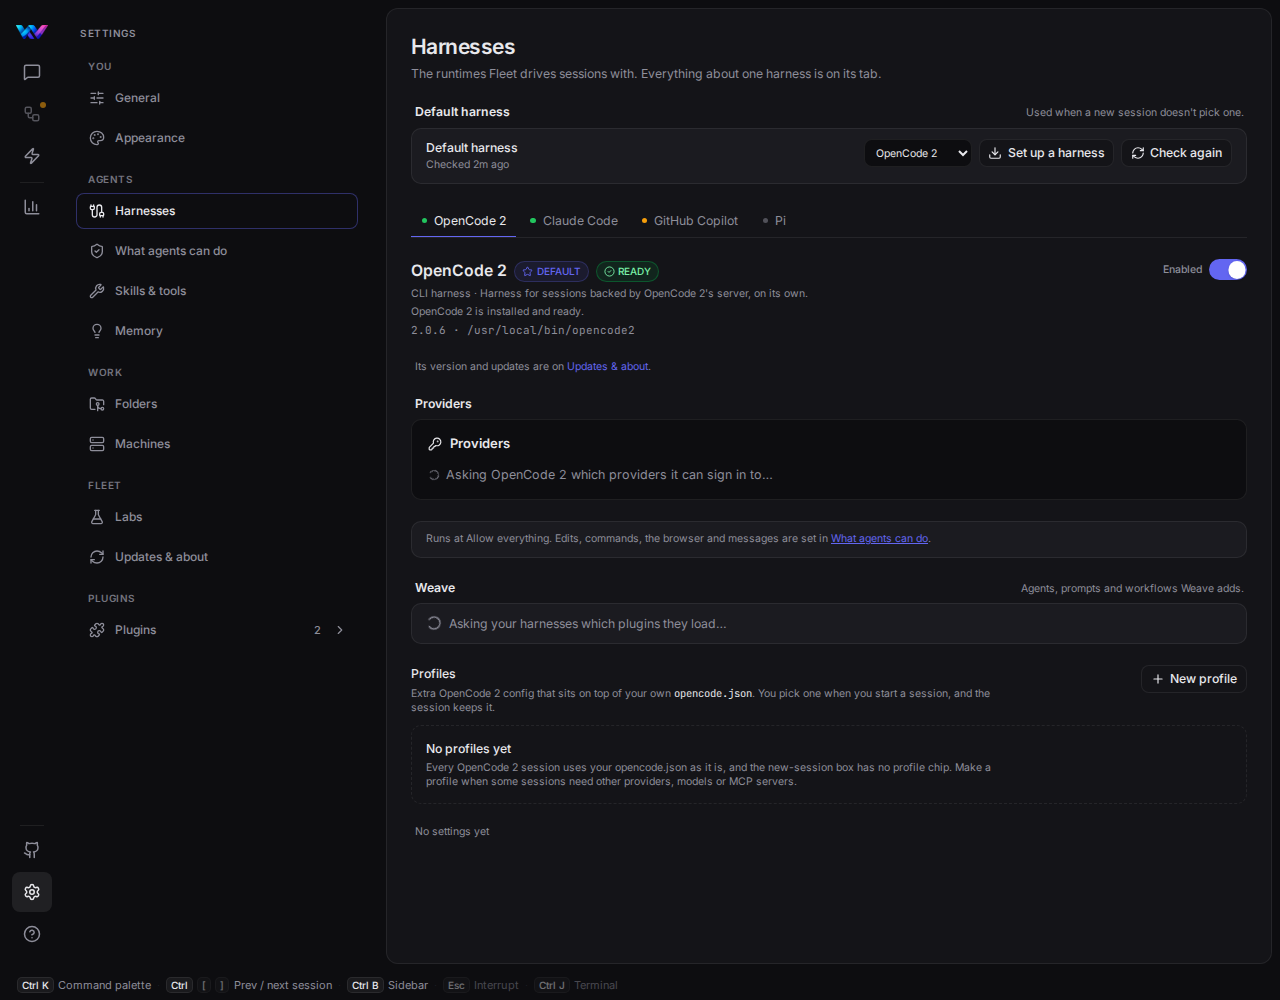 SETTINGS
YOU
General
Appearance
AGENTS
Harnesses
What agents can do
Skills & tools
Memory
WORK
Folders
Machines
FLEET
Labs
Updates & about
PLUGINS
Plugins 2
Harnesses
The runtimes Fleet drives sessions with. Everything about one harness is on its tab.
Default harness Used when a new session doesn't pick one.
Default harness
Checked 2m ago
OpenCode 2 Set up a harness Check again
OpenCode 2 Claude Code GitHub Copilot Pi
OpenCode 2 DEFAULT READY Enabled
CLI harness · Harness for sessions backed by OpenCode 2's server, on its own.
OpenCode 2 is installed and ready.
2.0.6 · /usr/local/bin/opencode2
Its version and updates are on Updates & about.
Providers
Providers
Asking OpenCode 2 which providers it can sign in to...
Runs at Allow everything. Edits, commands, the browser and messages are set in What agents can do.
Weave Agents, prompts and workflows Weave adds.
Asking your harnesses which plugins they load...
Profiles
Extra OpenCode 2 config that sits on top of your own opencode.json. You pick one when you start a session, and the
session keeps it.
New profile
No profiles yet
Every OpenCode 2 session uses your opencode.json as it is, and the new-session box has no profile chip. Make a
profile when some sessions need other providers, models or MCP servers.
No settings yet
Ctrl K Command palette Ctrl [ ] Prev / next session Ctrl B Sidebar Esc Interrupt Ctrl J Terminal